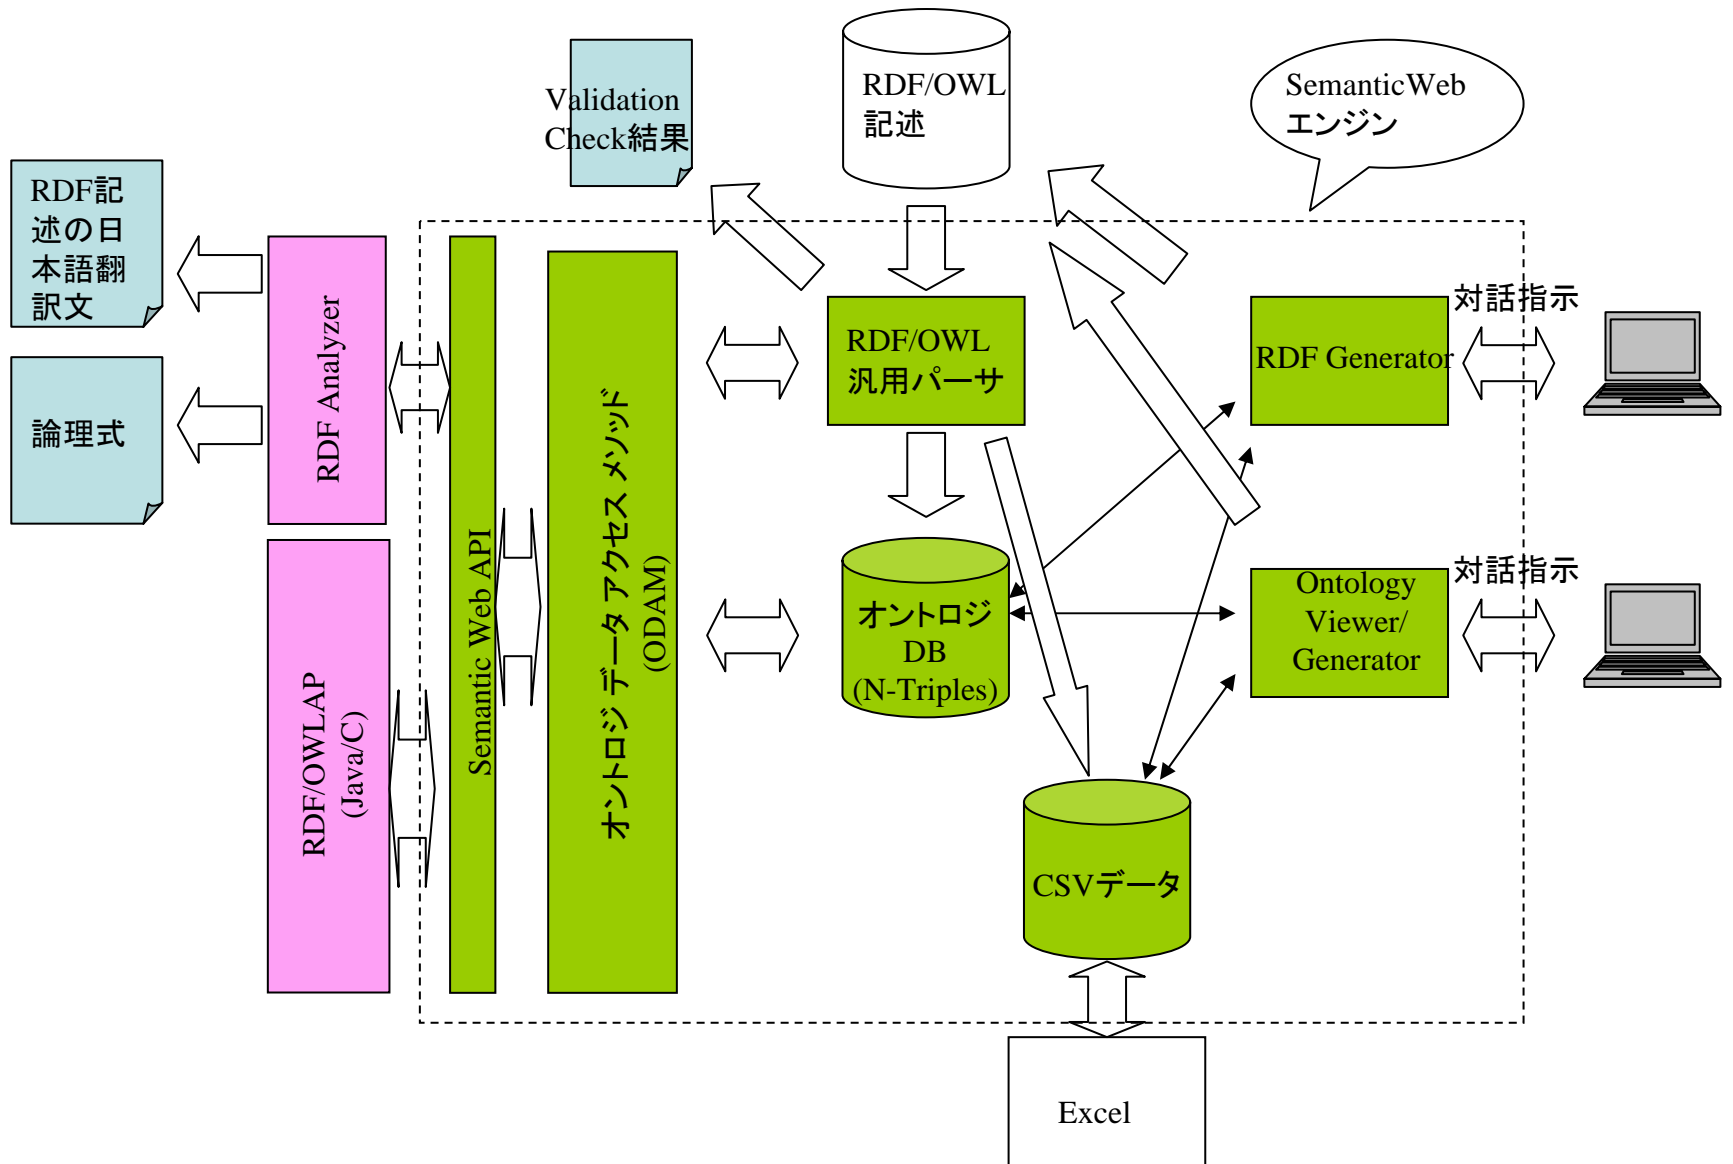 RDF/OWL
記述
SemanticWeb
エンジン
Validation
Check結果
RDF記
述の日
本語翻
訳文
論理式
RDF Analyzer
RDF/OWLAP
(Java/C)
Semantic Web API
オントロジ データ アクセス メソッド
(ODAM)
RDF/OWL
汎用パーサ
RDF Generator
対話指示
オントロジ
DB
(N-Triples)
Ontology
Viewer/
Generator
対話指示
CSVデータ
Excel